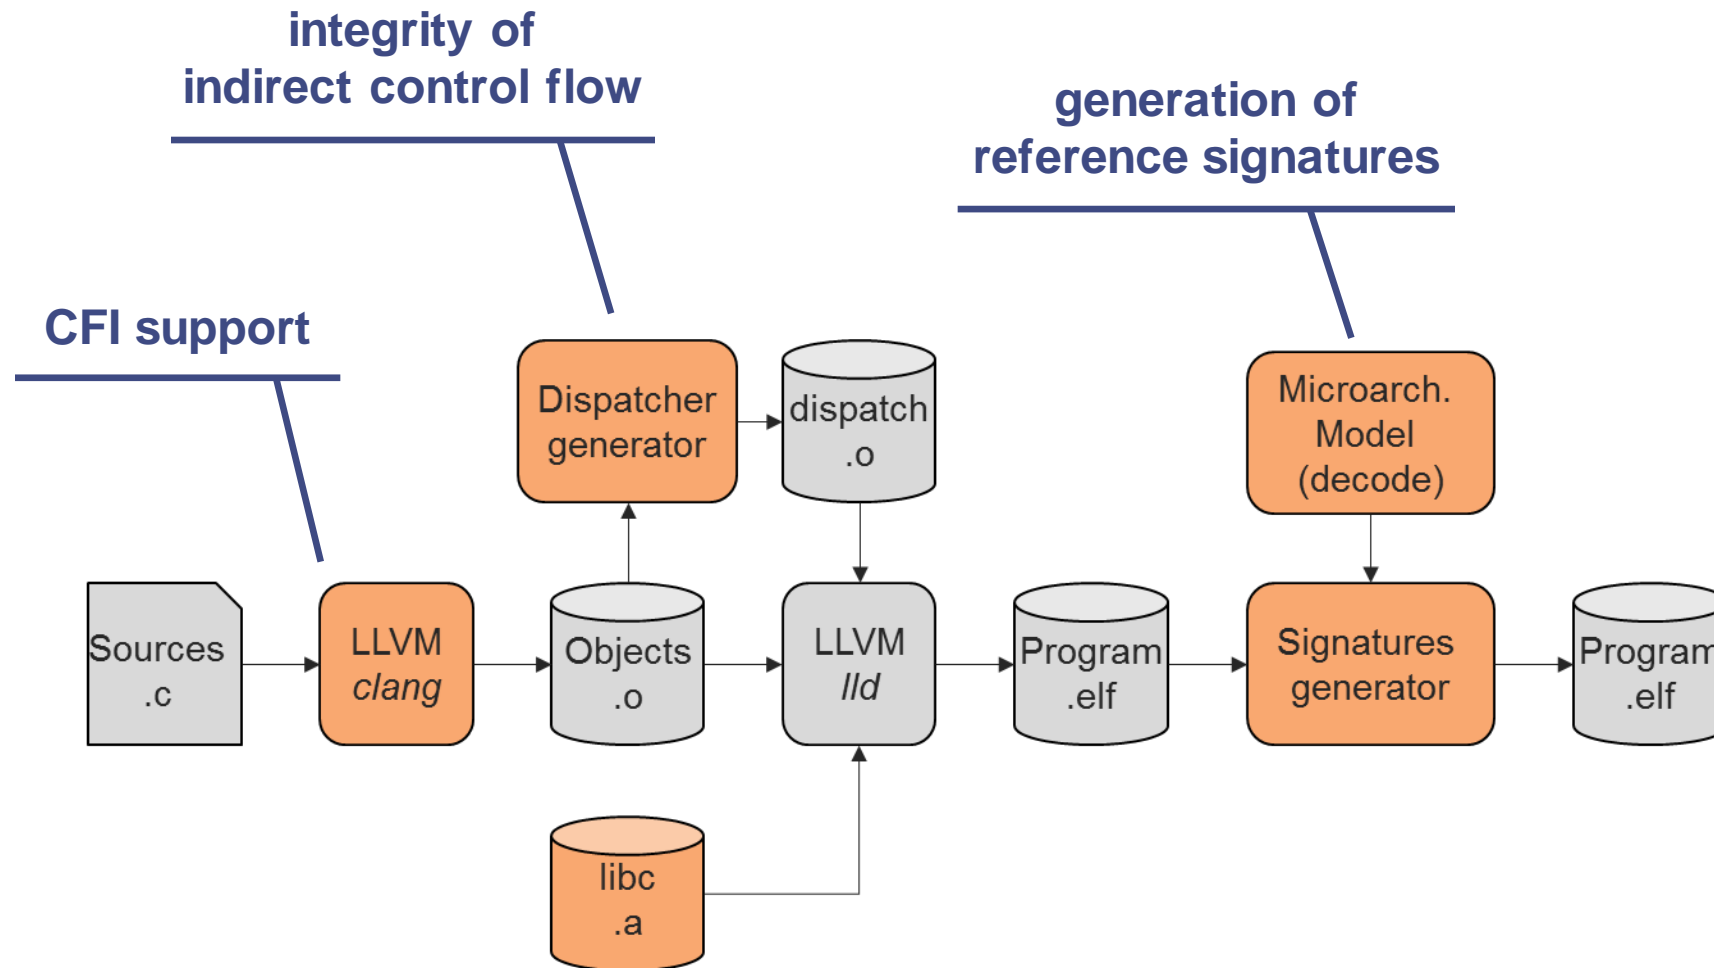 integrity of
indirect control flow
generation of
reference signatures
CFI support
Dispatcher
generator
dispatch
.o
Microarch.
Model
(decode)
Sources
.c
LLVM
clang
Objects
.o
LLVM
lld
Program
.elf
Signatures
generator
Program
.elf
libc
.a